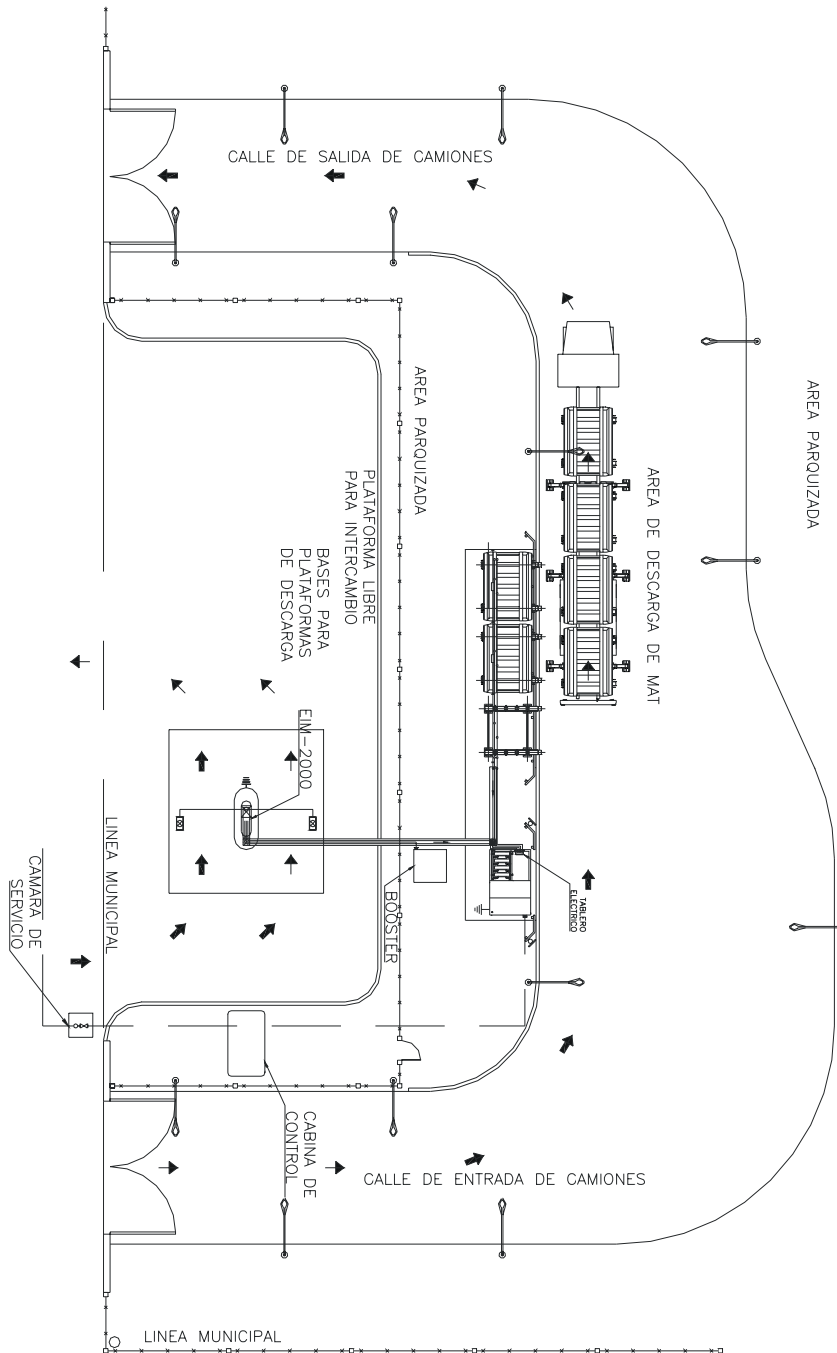 CALLE DE SALIDA DE CAMIONES
AREA PARQUIZADA
AREA PARQUIZADA
AREA DE DESCARGA DE MAT
PLATAFORMA LIBRE
PARA INTERCAMBIO
BASES PARA
PLATAFORMAS
DE DESCARGA
EIM-2000
LINEA MUNICIPAL
CAMARA DE
SERVICIO
BOOSTER
TABLERO
ELECTRICO
CABINA DE
CONTROL
CALLE DE ENTRADA DE CAMIONES
LINEA MUNICIPAL